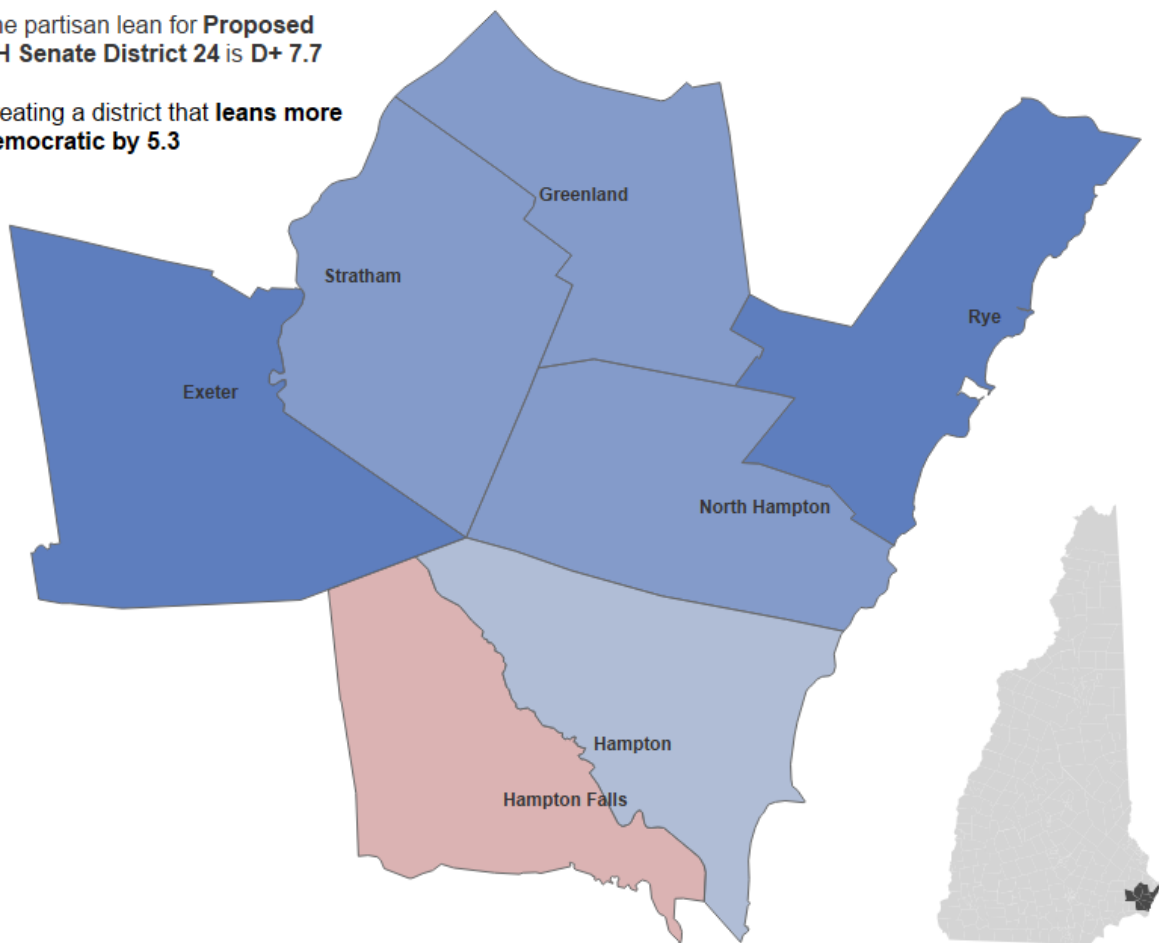 he partisan lean for Proposed
H Senate District 24 is D+ 7.7
eating a district that leans more
emocratic by 5.3
Greenland
Stratham
Rye
Exeter
North Hampton
Hampton
Hampton Falls